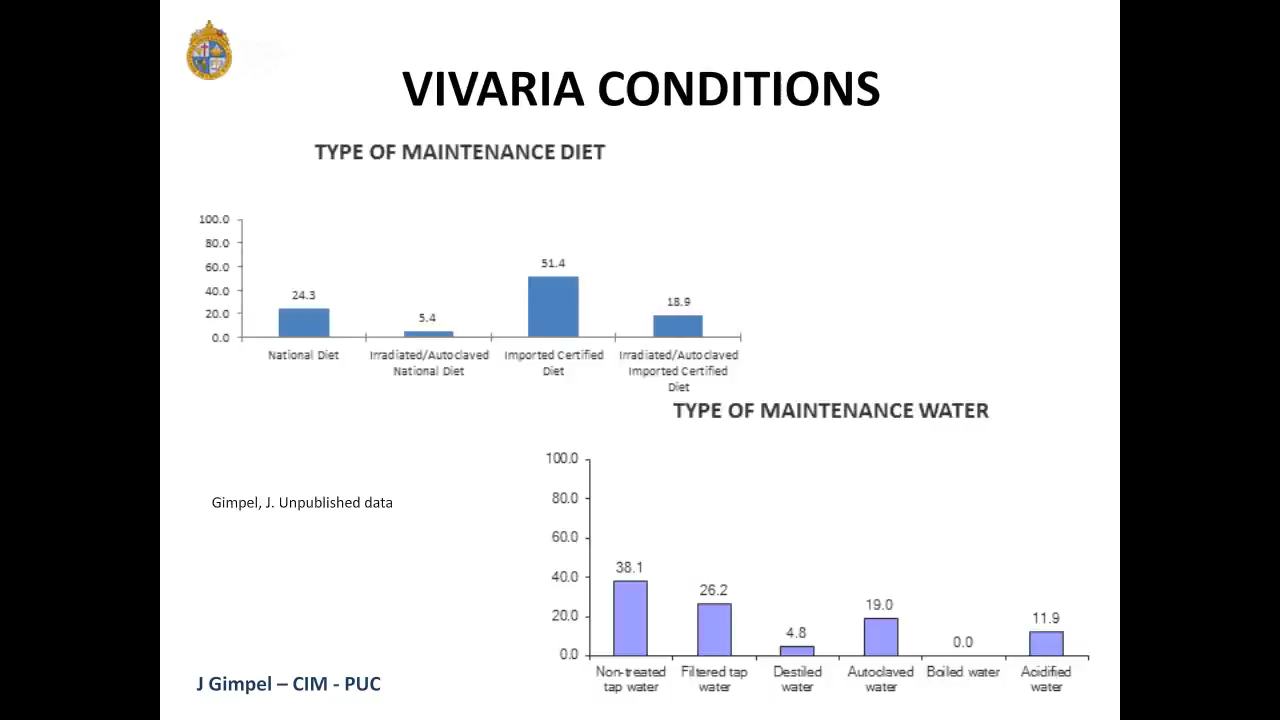 VIVARIA CONDITIONS
TYPE OF MAINTENANCE DIET
100.0
80.0
60.0
40.0
20.0
0.0
24.3
5.4
51.4
18.9
National Diet
Irradiated/Autoclaved
National Diet
Imported Certified
Diet
Irradiated/Autoclaved
Imported Certified
Diet
TYPE OF MAINTENANCE WATER
100.0
80.0
60.0
40.0
20.0
0.0
38.1
26.2
4.8
19.0
0.0
11.9
Non-treated
tap water
Filtered tap
water
Destiled
water
Autoclaved
water
Boiled water
Acidified
water
Gimpel, J. Unpublished data
J Gimpel – CIM - PUC